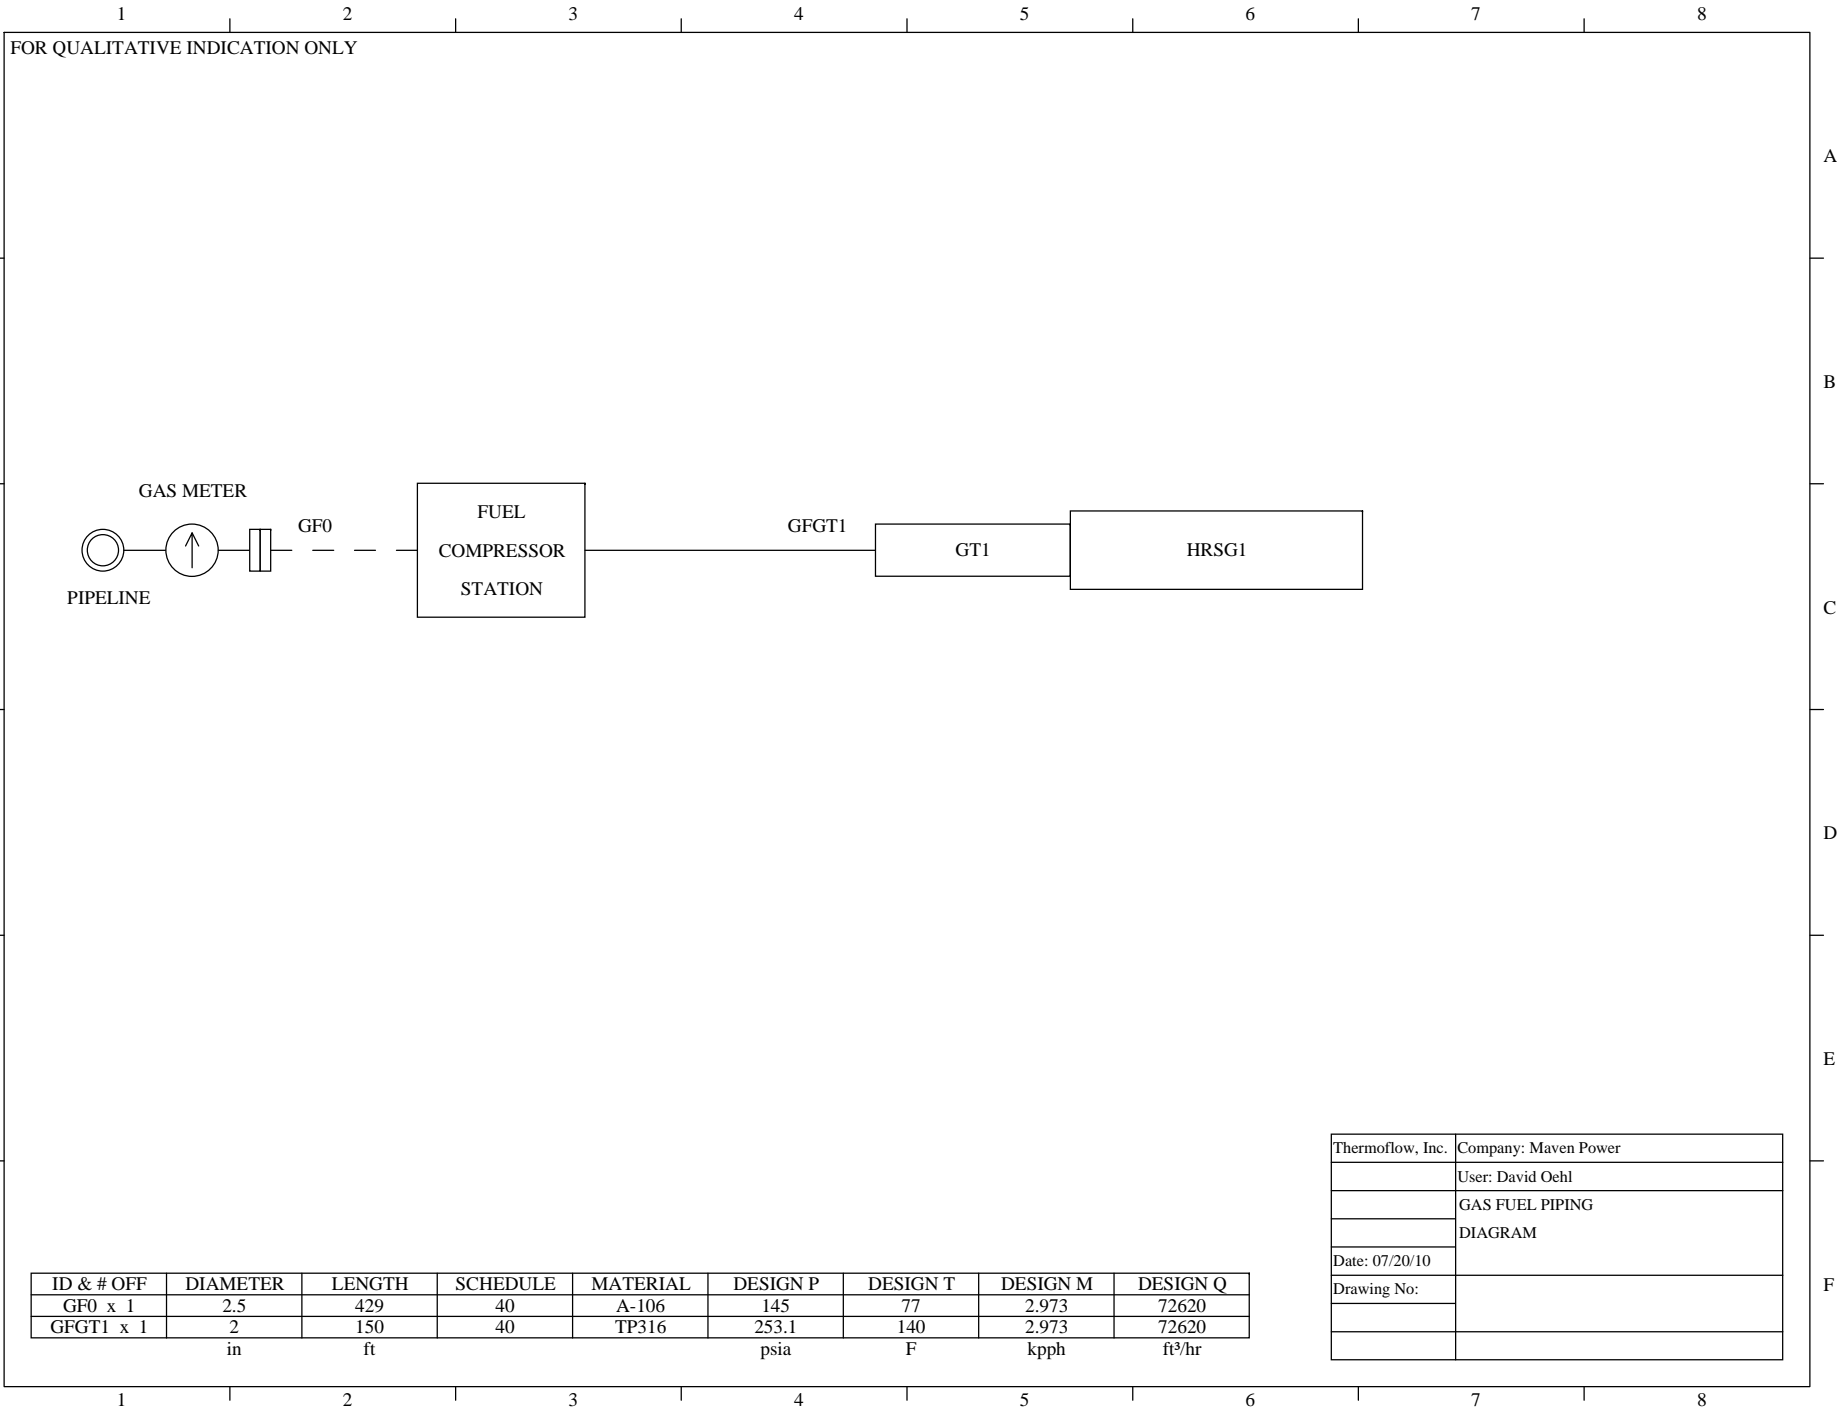 1 2 3 4 5 6 7 8
FOR QUALITATIVE INDICATION ONLY
A
B
GAS METER
GF0
PIPELINE
FUEL
COMPRESSOR
STATION
GFGT1
GT1
HRSG1
C
D
E
Thermoflow, Inc. Company: Maven Power
User: David Oehl
GAS FUEL PIPING
DIAGRAM
Date: 07/20/10
Drawing No:
F
ID & # OFF DIAMETER LENGTH SCHEDULE MATERIAL DESIGN P DESIGN T DESIGN M DESIGN Q
GF0 x 1 2.5 429 40 A-106 145 77 2.973 72620
GFGT1 x 1 2 150 40 TP316 253.1 140 2.973 72620
in ft psia F kpph ft³/hr
1 2 3 4 5 6 7 8